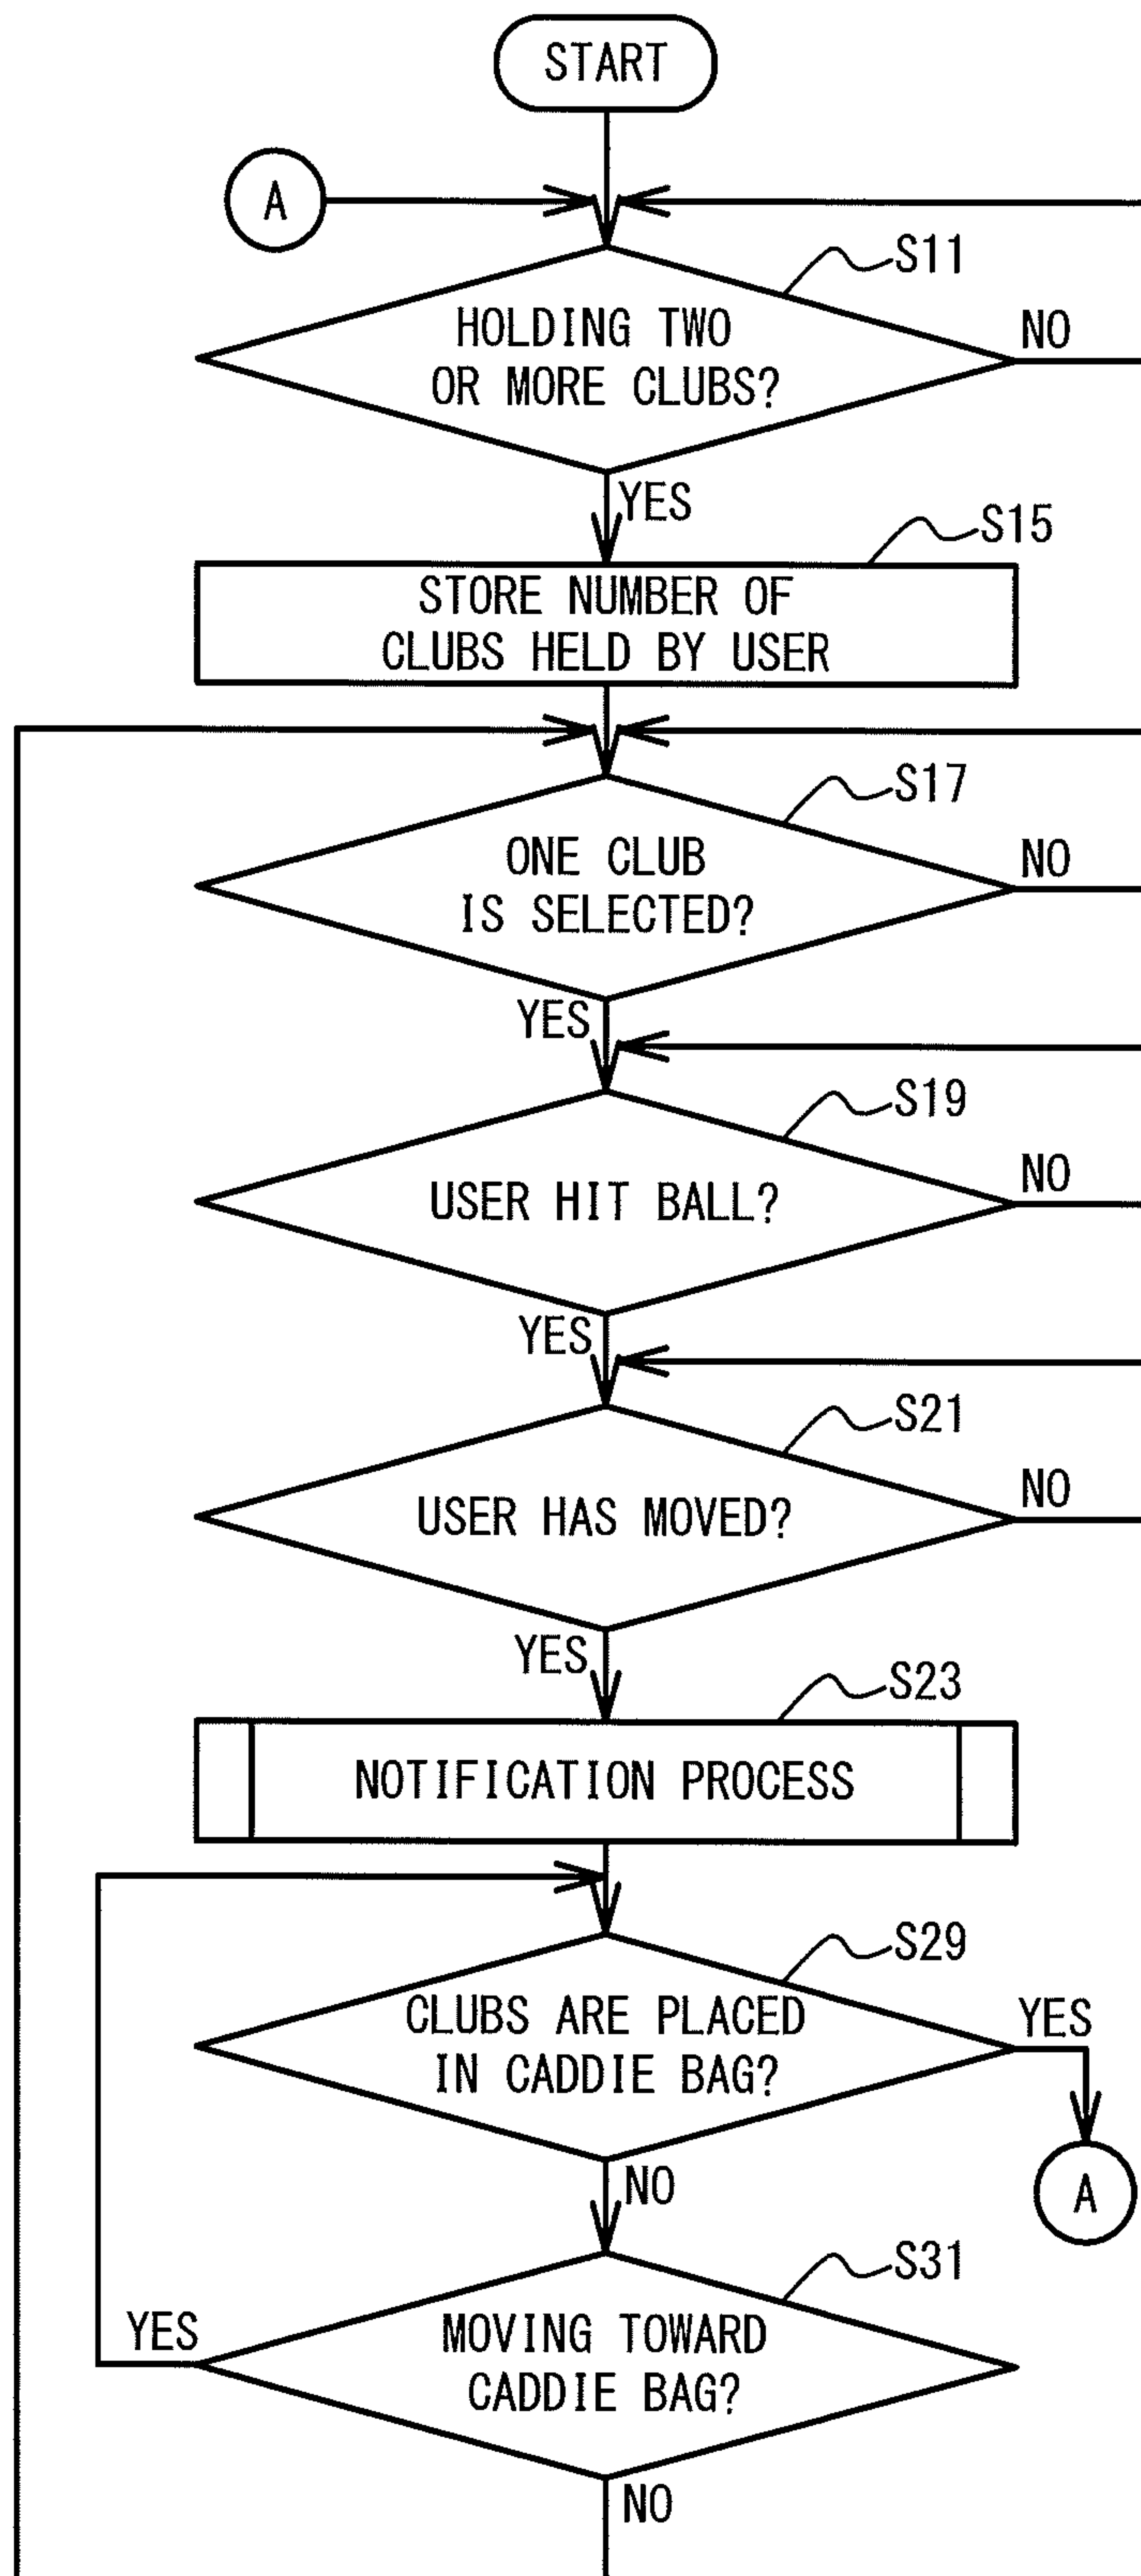 START
A
S11
HOLDING TWO
OR MORE CLUBS?
NO
YES
S15
STORE NUMBER OF
CLUBS HELD BY USER
S17
ONE CLUB
IS SELECTED?
NO
YES
S19
USER HIT BALL?
NO
YES
S21
USER HAS MOVED?
NO
YES
S23
NOTIFICATION PROCESS
S29
CLUBS ARE PLACED
IN CADDIE BAG?
YES
A
NO
S31
MOVING TOWARD
CADDIE BAG?
YES
NO